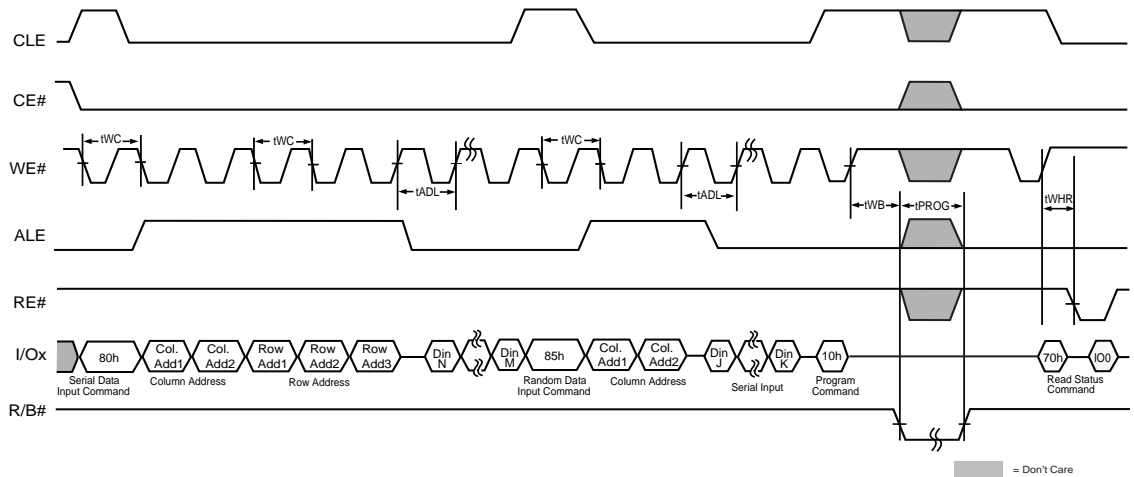 CLE
CE#
tWC
tWC
tWC
WE#
tADL
tADL
tWB
tPROG
tWHR
ALE
RE#
I/Ox
80h
Col. Add1
Col. Add2
Row Add1
Row Add2
Row Add3
Din N
Din M
85h
Col. Add1
Col. Add2
Din J
Din K
10h
70h
IO0
Serial Data Input Command
Column Address
Row Address
Random Data Input Command
Column Address
Serial Input
Program Command
Read Status Command
R/B#
= Don't Care